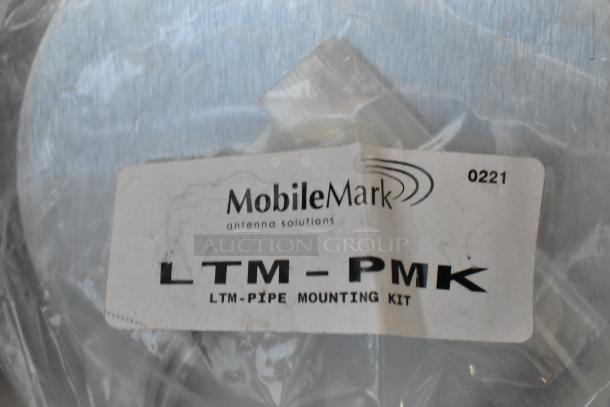 MobileMark
0221
antenna solutions
AUCTION GROUP
LTM-PMK
LTM-PIPE MOUNTING KIT